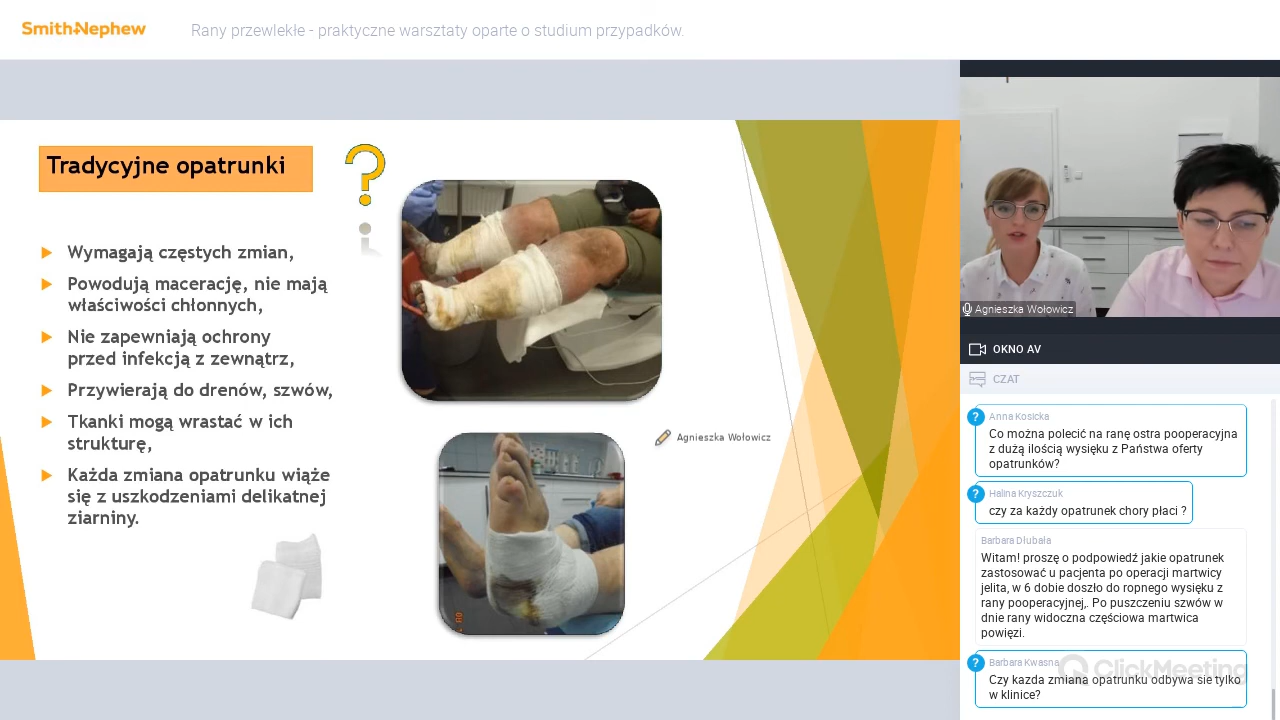 Smith+Nephew
Rany przewlekłe - praktyczne warsztaty oparte o studium przypadków.
Tradycyjne opatrunki
?
Wymagają częstych zmian,
Powodują macerację, nie mają
właściwości chłonnych,
Nie zapewniają ochrony
przed infekcją z zewnątrz,
Przywierają do drenów, szwów,
Tkanki mogą wrastać w ich
strukturę,
Każda zmiana opatrunku wiąże
się z uszkodzeniami delikatnej
ziarniny.
Agnieszka Wołowicz
Agnieszka Wołowicz
OKNO AV
CZAT
?
Anna Kosicka
Co można polecić na ranę ostra pooperacyjna
z dużą ilością wysięku z Państwa oferty
opatrunków?
?
Halina Kryszczuk
czy za każdy opatrunek chory płaci ?
Barbara Dłubała
Witam! proszę o podpowiedź jakie opatrunek
zastosować u pacjenta po operacji martwicy
jelita, w 6 dobie doszło do ropnego wysięku z
rany pooperacyjnej,. Po puszczeniu szwów w
dnie rany widoczna częściowa martwica
powięzi.
?
Barbara Kwasna
ClickMeeting
Czy kazda zmiana opatrunku odbywa sie tylko
w klinice?